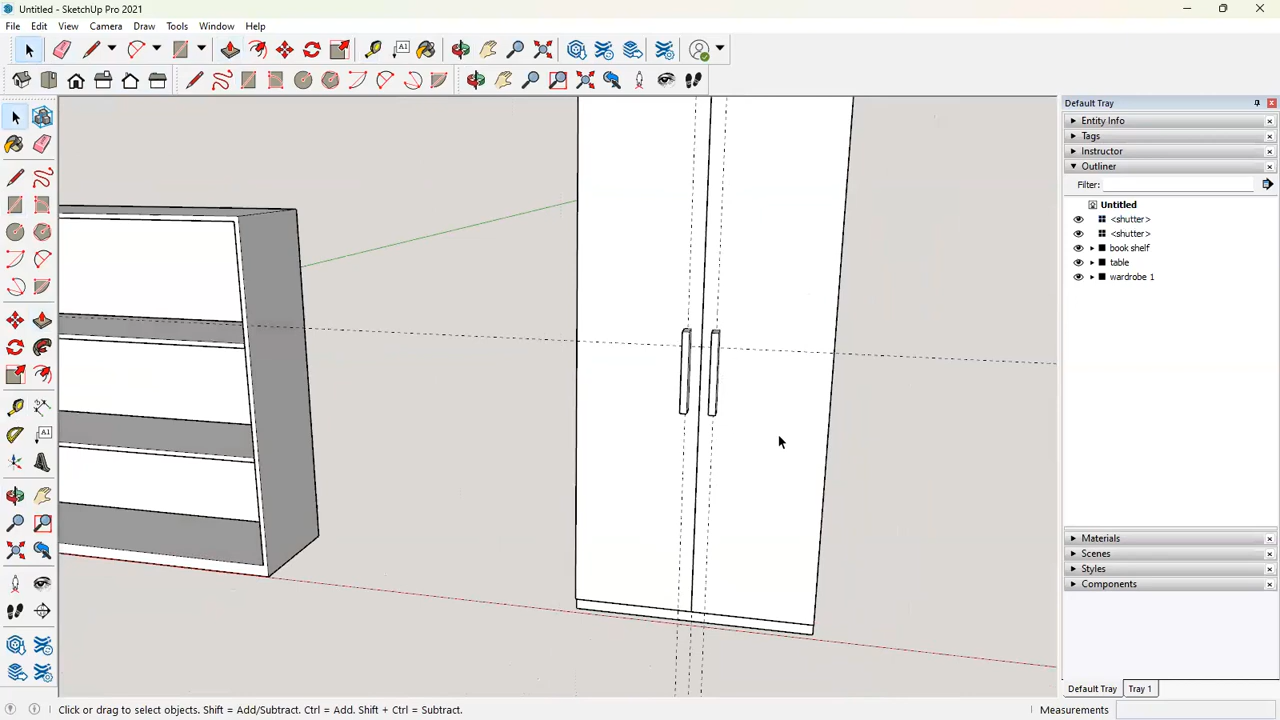 Untitled - SketchUp Pro 2021
File Edit View Camera Draw Tools Window Help
A1
Default Tray
Entity Info
Tags
Instructor
Outliner
Filter:
Untitled
<shutter>
<shutter>
book shelf
table
wardrobe 1
A1
Materials
Scenes
Styles
Components
Default Tray Tray 1
Click or drag to select objects. Shift = Add/Subtract. Ctrl = Add. Shift + Ctrl = Subtract. Measurements